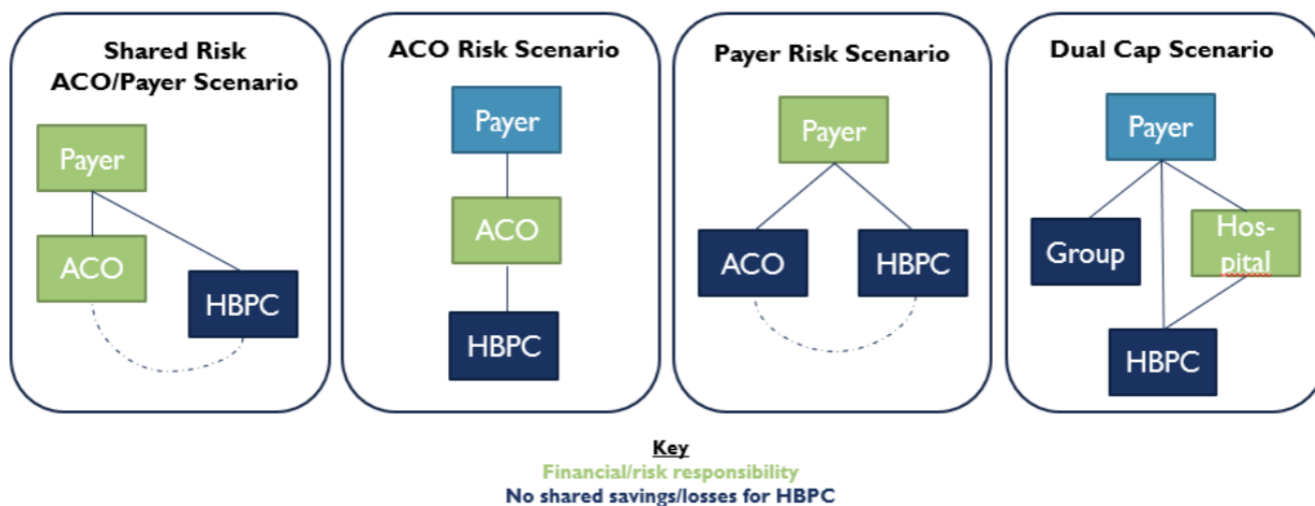 Shared Risk
ACO/Payer Scenario
Payer
ACO
HBPC
ACO Risk Scenario
Payer
ACO
HBPC
Payer Risk Scenario
Payer
ACO
HBPC
Dual Cap Scenario
Payer
Group
Hos-
pital
HBPC
Key
Financial/risk responsibility
No shared savings/losses for HBPC